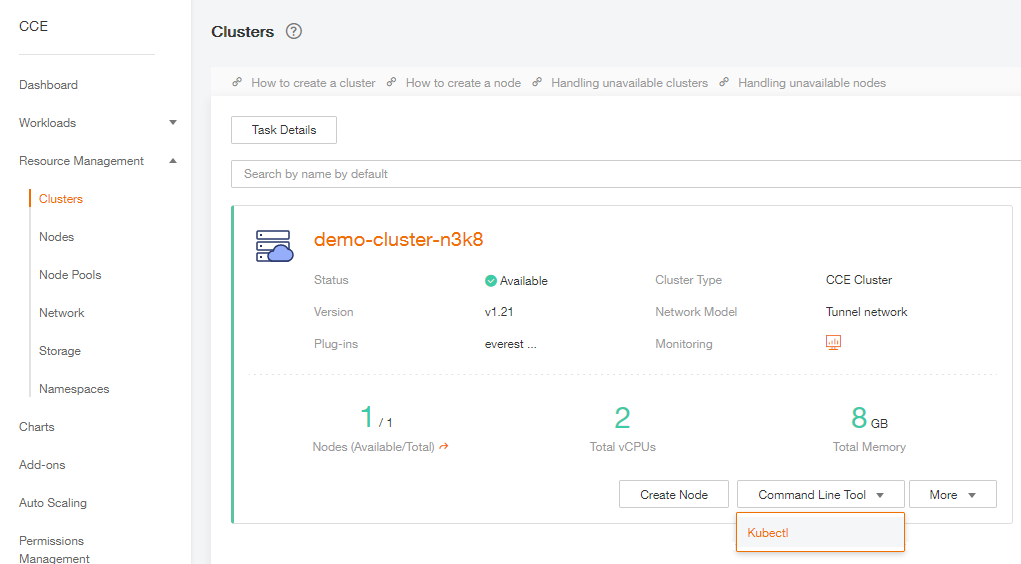 CCE
Dashboard
Workloads
Resource Management
Clusters
Nodes
Node Pools
Network
Storage
Namespaces
Charts
Add-ons
Auto Scaling
Permissions
Management
Clusters ?
How to create a cluster How to create a node Handling unavailable clusters Handling unavailable nodes
Task Details
Search by name by default
demo-cluster-n3k8
Status Available Cluster Type CCE Cluster
Version v1.21 Network Model Tunnel network
Plug-ins everest ... Monitoring
1 / 1 2 8 GB
Nodes (Available/Total) Total vCPUs Total Memory
Create Node Command Line Tool More
Kubectl